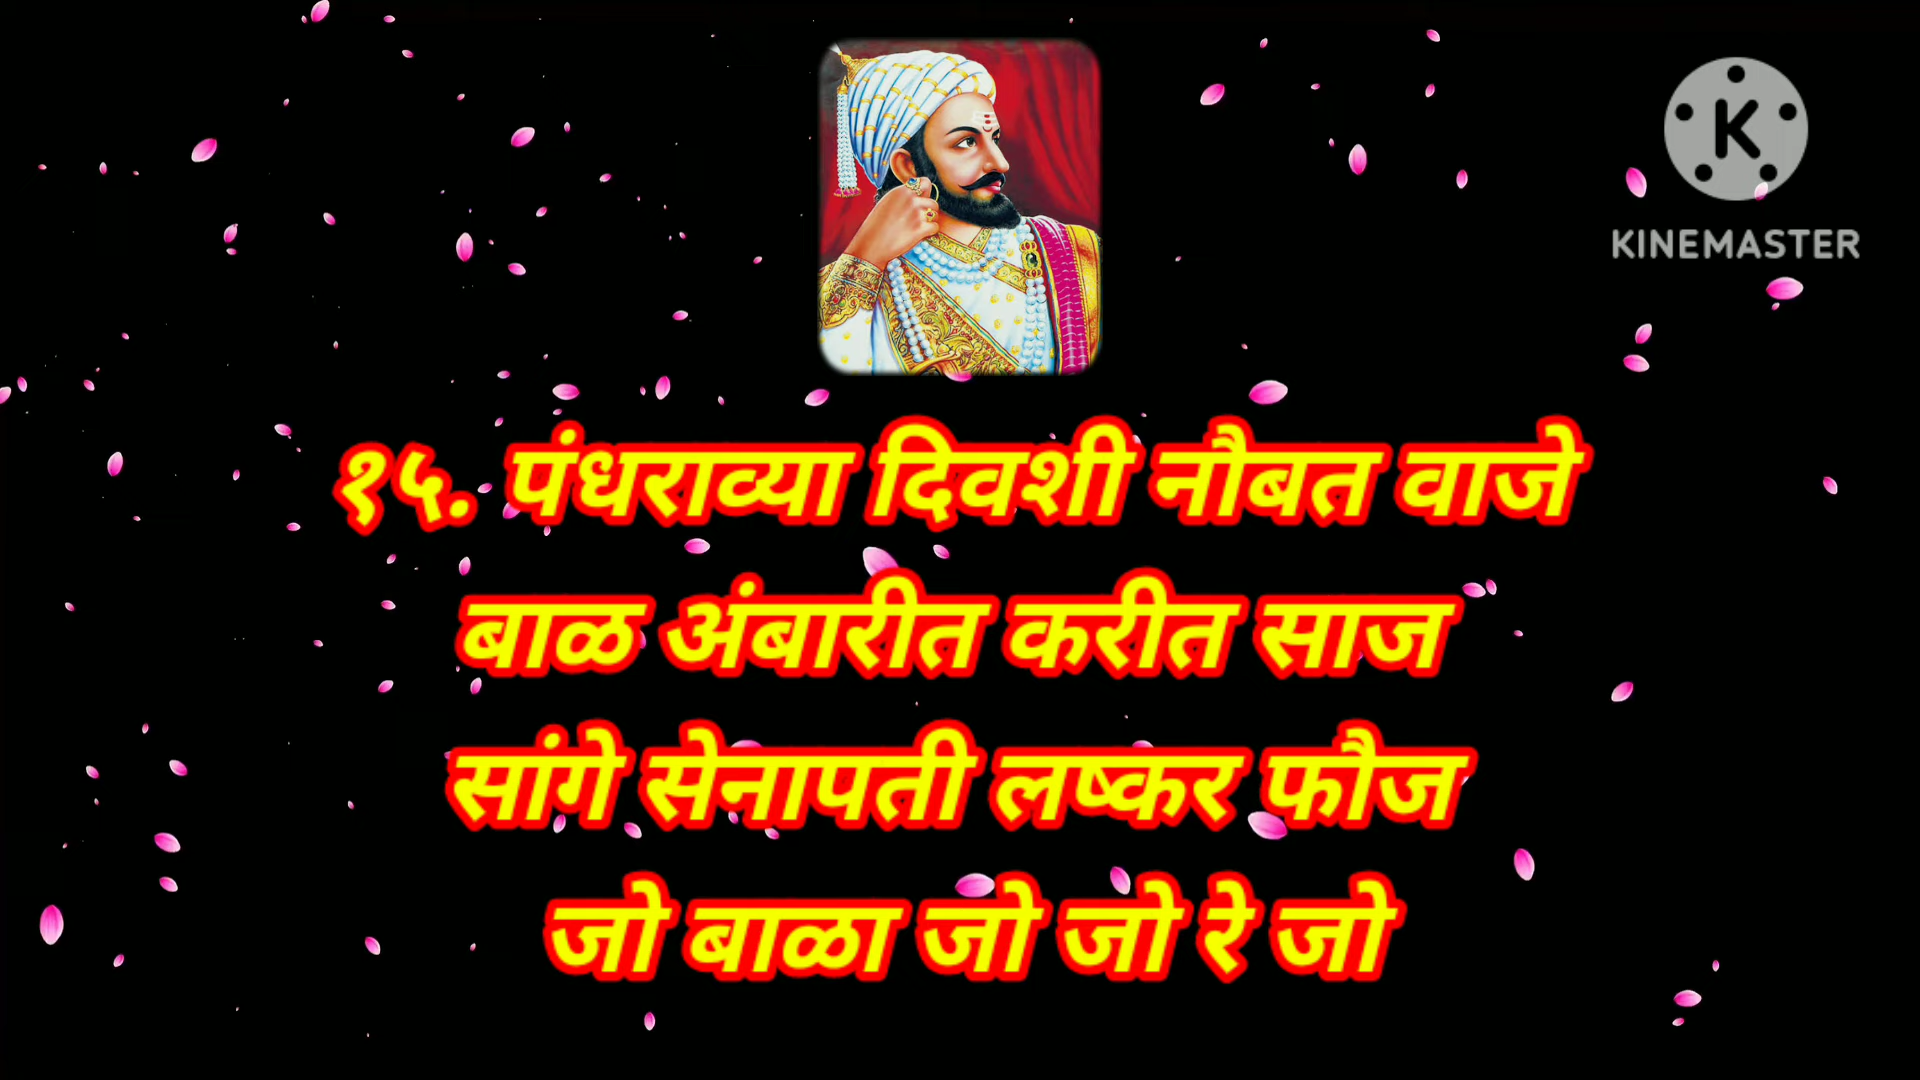 KINEMASTER
१५. पंधराव्या दिवशी नौबत वाजे
बाळ अंबारीत करीत साज
सांगे सेनापती लष्कर फौज
जो बाळा जो जो रे जो